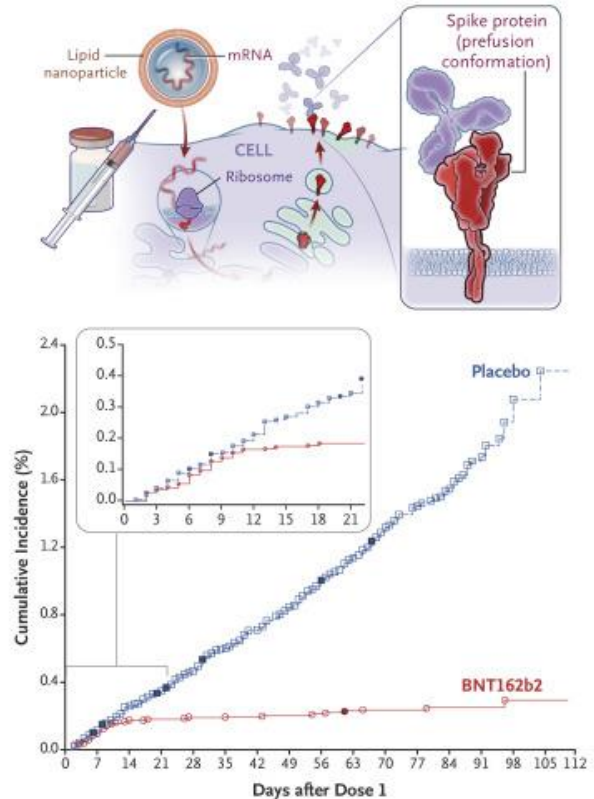 Spike protein
(prefusion
conformation)
Lipid
nanoparticle
mRNA
CELL
Ribosome
Cumulative Incidence (%)
2.4
2.0
1.6
1.2
0.8
0.4
0.0
0.5
0.4
0.3
0.2
0.1
0.0
0 3 6 9 12 15 18 21
Placebo
BNT162b2
0 7 14 21 28 35 42 49 56 63 70 77 84 91 98 105 112
Days after Dose 1